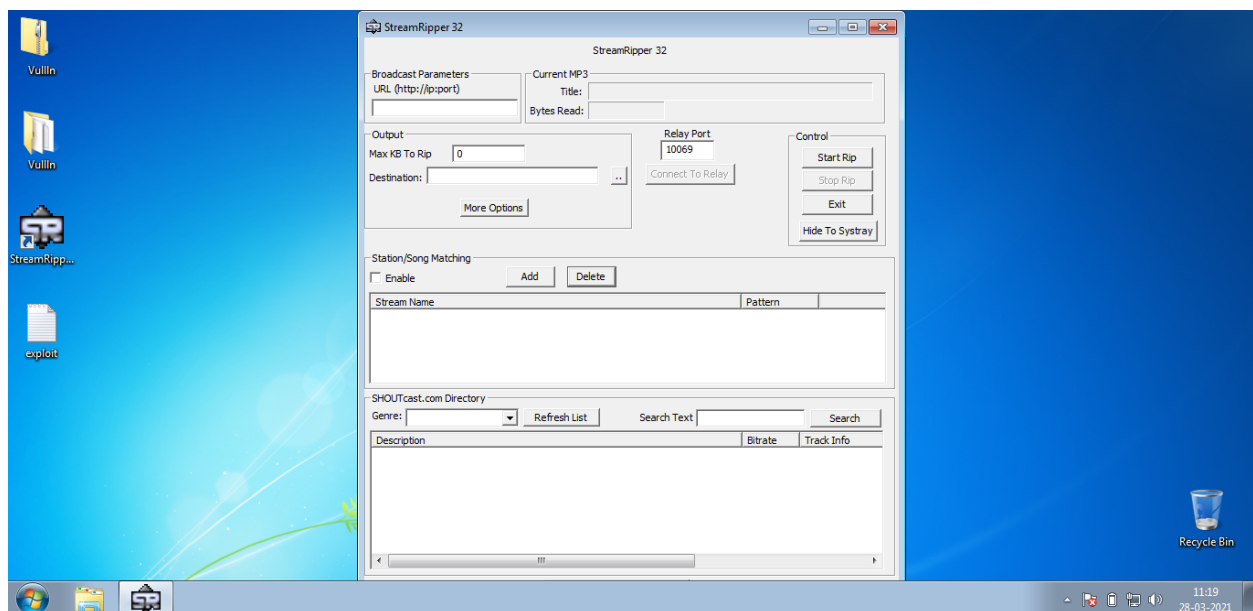 VulIn
VulIn
StreamRipp...
exploit
StreamRipper 32
StreamRipper 32
Broadcast Parameters
URL (http://ip:port)
Current MP3
Title:
Bytes Read:
Output
Max KB To Rip 0
Destination: ..
More Options
Relay Port
10069
Connect To Relay
Control
Start Rip
Stop Rip
Exit
Hide To Systray
Station/Song Matching
Enable Add Delete
Stream Name Pattern
SHOUTcast.com Directory
Genre: Refresh List Search Text Search
Description Bitrate Track Info
Recycle Bin
11:19
28-03-2021